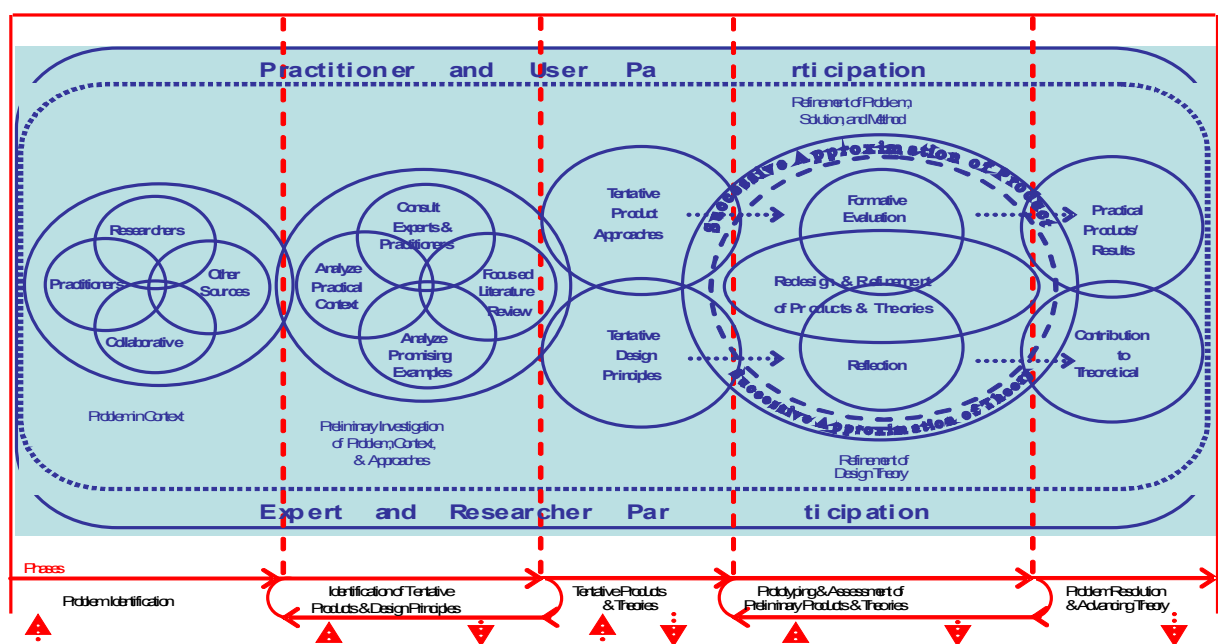 Practitioner and User Pa rticipation
Refinement of Problem,
Solution, and Method
Successive Approximation of Product
Researchers
Practitioners
Other
Sources
Collaborative
Problem in Context
Consult
Experts &
Practitioners
Analyze
Practical
Context
Focused
Literature
Review
Analyze
Promising
Examples
Preliminary Investigation
of Problem, Context,
& Approaches
Tentative
Product
Approaches
Tentative
Design
Principles
Formative
Evaluation
Redesign & Refinement
of Products & Theories
Reflection
Successive Approximation of Theory
Refinement of
Design Theory
Practical
Products/
Results
Contribution
to
Theoretical
Expert and Researcher Par ticipation
Phases
Problem Identification
Identification of Tentative
Products & Design Principles
Tentative Products
& Theories
Prototyping & Assessment of
Preliminary Products & Theories
Problem Resolution
& Advancing Theory